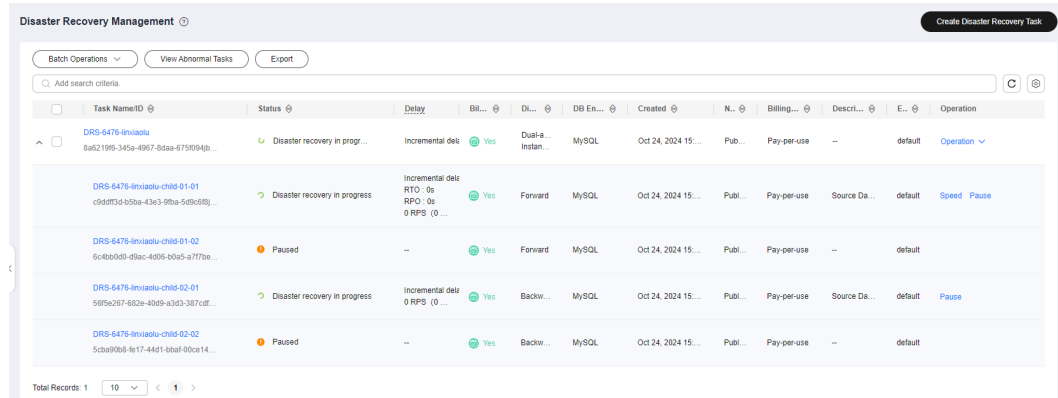 Disaster Recovery Management
Create Disaster Recovery Task
Batch Operations
View Abnormal Tasks
Export
Add search criteria.
Task Name/ID Status Delay Bil... Di... DB En... Created N.. Billing... Descri... E.. Operation
DRS-6476-linxiaolu
8a6219f6-345a-4967-8daa-675f094jb...
Disaster recovery in progr...
Incremental dela
Yes
Dual-a...
Instan...
MySQL
Oct 24, 2024 15:...
Pub...
Pay-per-use
--
default
Operation
DRS-6476-linxiaolu-child-01-01
c9ddff3d-b5ba-43e3-9fba-5d9c6f8j...
Disaster recovery in progress
Incremental dela
RTO : 0s
RPO : 0s
0 RPS (0 ...
Yes
Forward
MySQL
Oct 24, 2024 15:...
Publ...
Pay-per-use
Source Da...
default
Speed Pause
DRS-6476-linxiaolu-child-01-02
6c4bb0d0-d9ac-4d06-b0a5-a7f7be...
Paused
--
Yes
Forward
MySQL
Oct 24, 2024 15:...
Publ...
Pay-per-use
--
default
DRS-6476-linxiaolu-child-02-01
56f5e267-682e-40d9-a3d3-387cdf...
Disaster recovery in progress
Incremental dela
0 RPS (0 ...
Yes
Backw...
MySQL
Oct 24, 2024 15:...
Publ...
Pay-per-use
Source Da...
default
Pause
DRS-6476-linxiaolu-child-02-02
5cba90b8-fe17-44d1-bbaf-00ce14...
Paused
--
Yes
Backw...
MySQL
Oct 24, 2024 15:...
Publ...
Pay-per-use
--
default
Total Records: 1 10 < 1 >